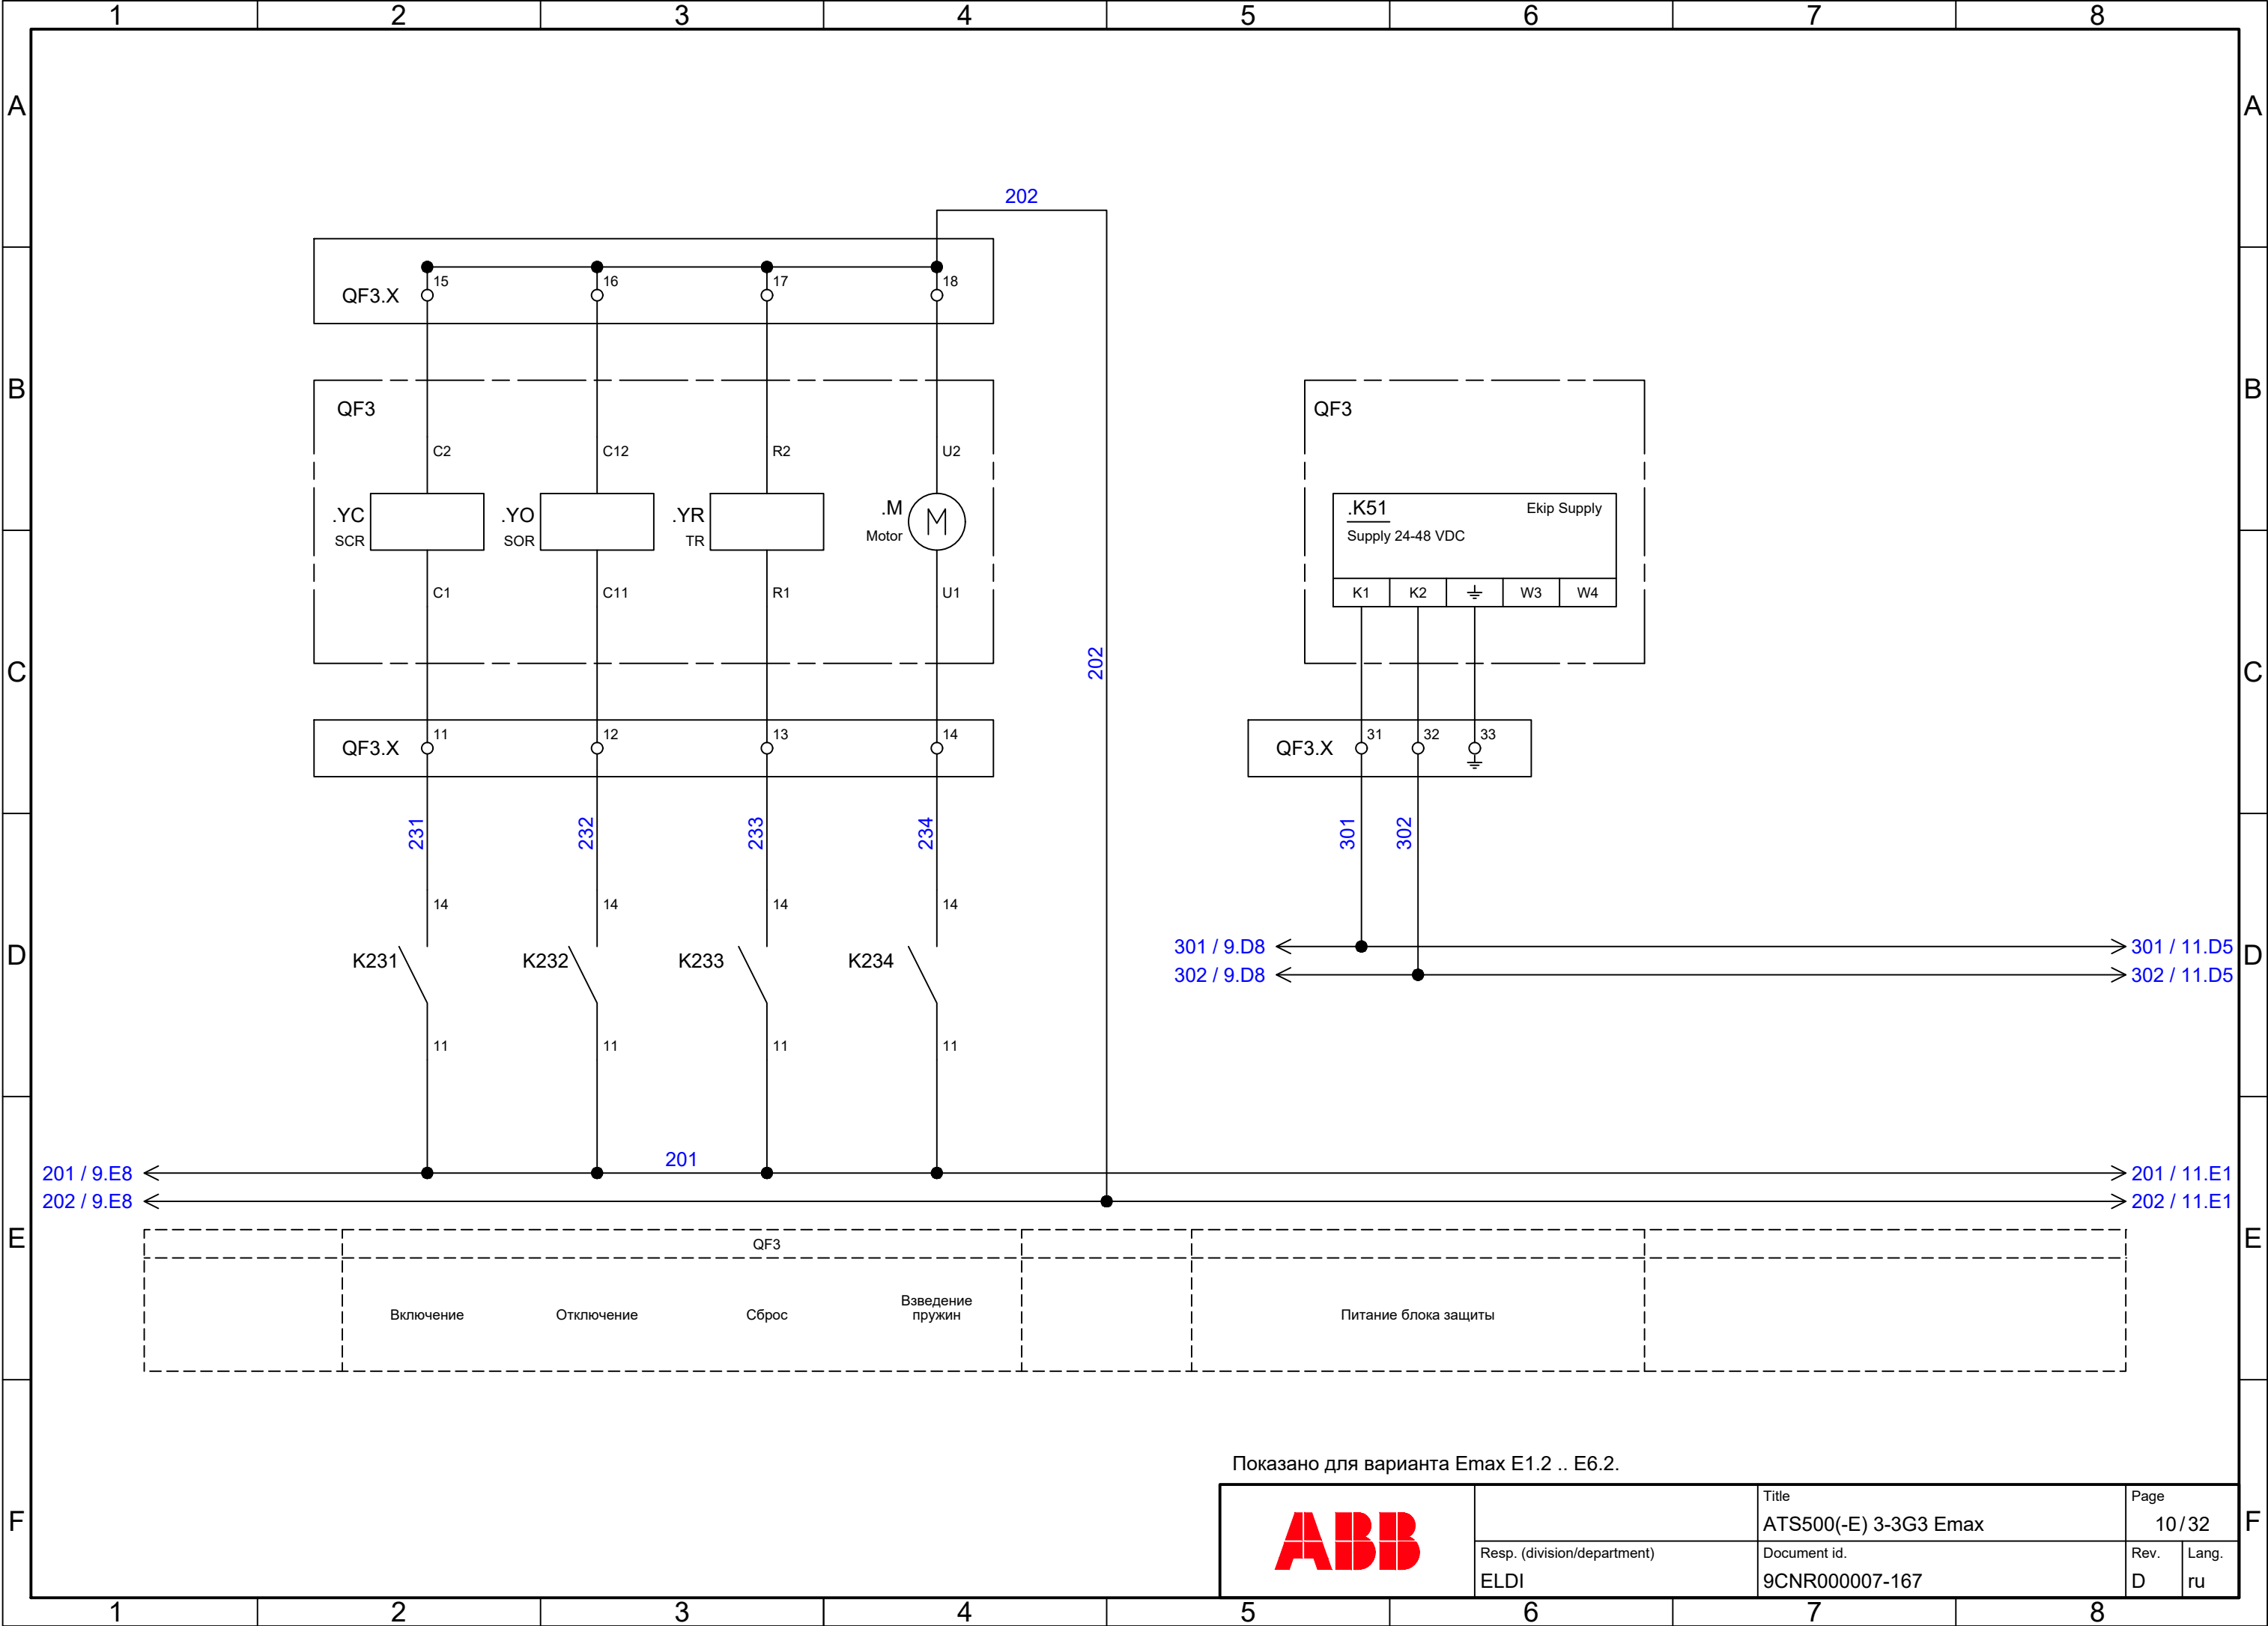 1 2 3 4 5 6 7 8
A A
202
15 16 17 18
QF3.X
B B
QF3 QF3
C2 C12 R2 U2
.YC .YO .YR .M M
SCR SOR TR Motor
.K51 Ekip Supply
Supply 24-48 VDC
K1 K2 W3 W4
C1 C11 R1 U1
202
C C
QF3.X 11 12 13 14
QF3.X 31 32 33
231 232 233 234 301 302
14 14 14 14
D D
K231 K232 K233 K234
301 / 9.D8 301 / 11.D5
302 / 9.D8 302 / 11.D5
11 11 11 11
201
201 / 9.E8 201 / 11.E1
202 / 9.E8 202 / 11.E1
E E
QF3
Включение Отключение Сброс Взведение
пружин
Питание блока защиты
Показано для варианта Emax E1.2 .. E6.2.
F F
ABB
Title
ATS500(-E) 3-3G3 Emax
Page
10/32
Resp. (division/department)
ELDI
Document id.
9CNR000007-167
Rev.
D
Lang.
ru
1 2 3 4 5 6 7 8